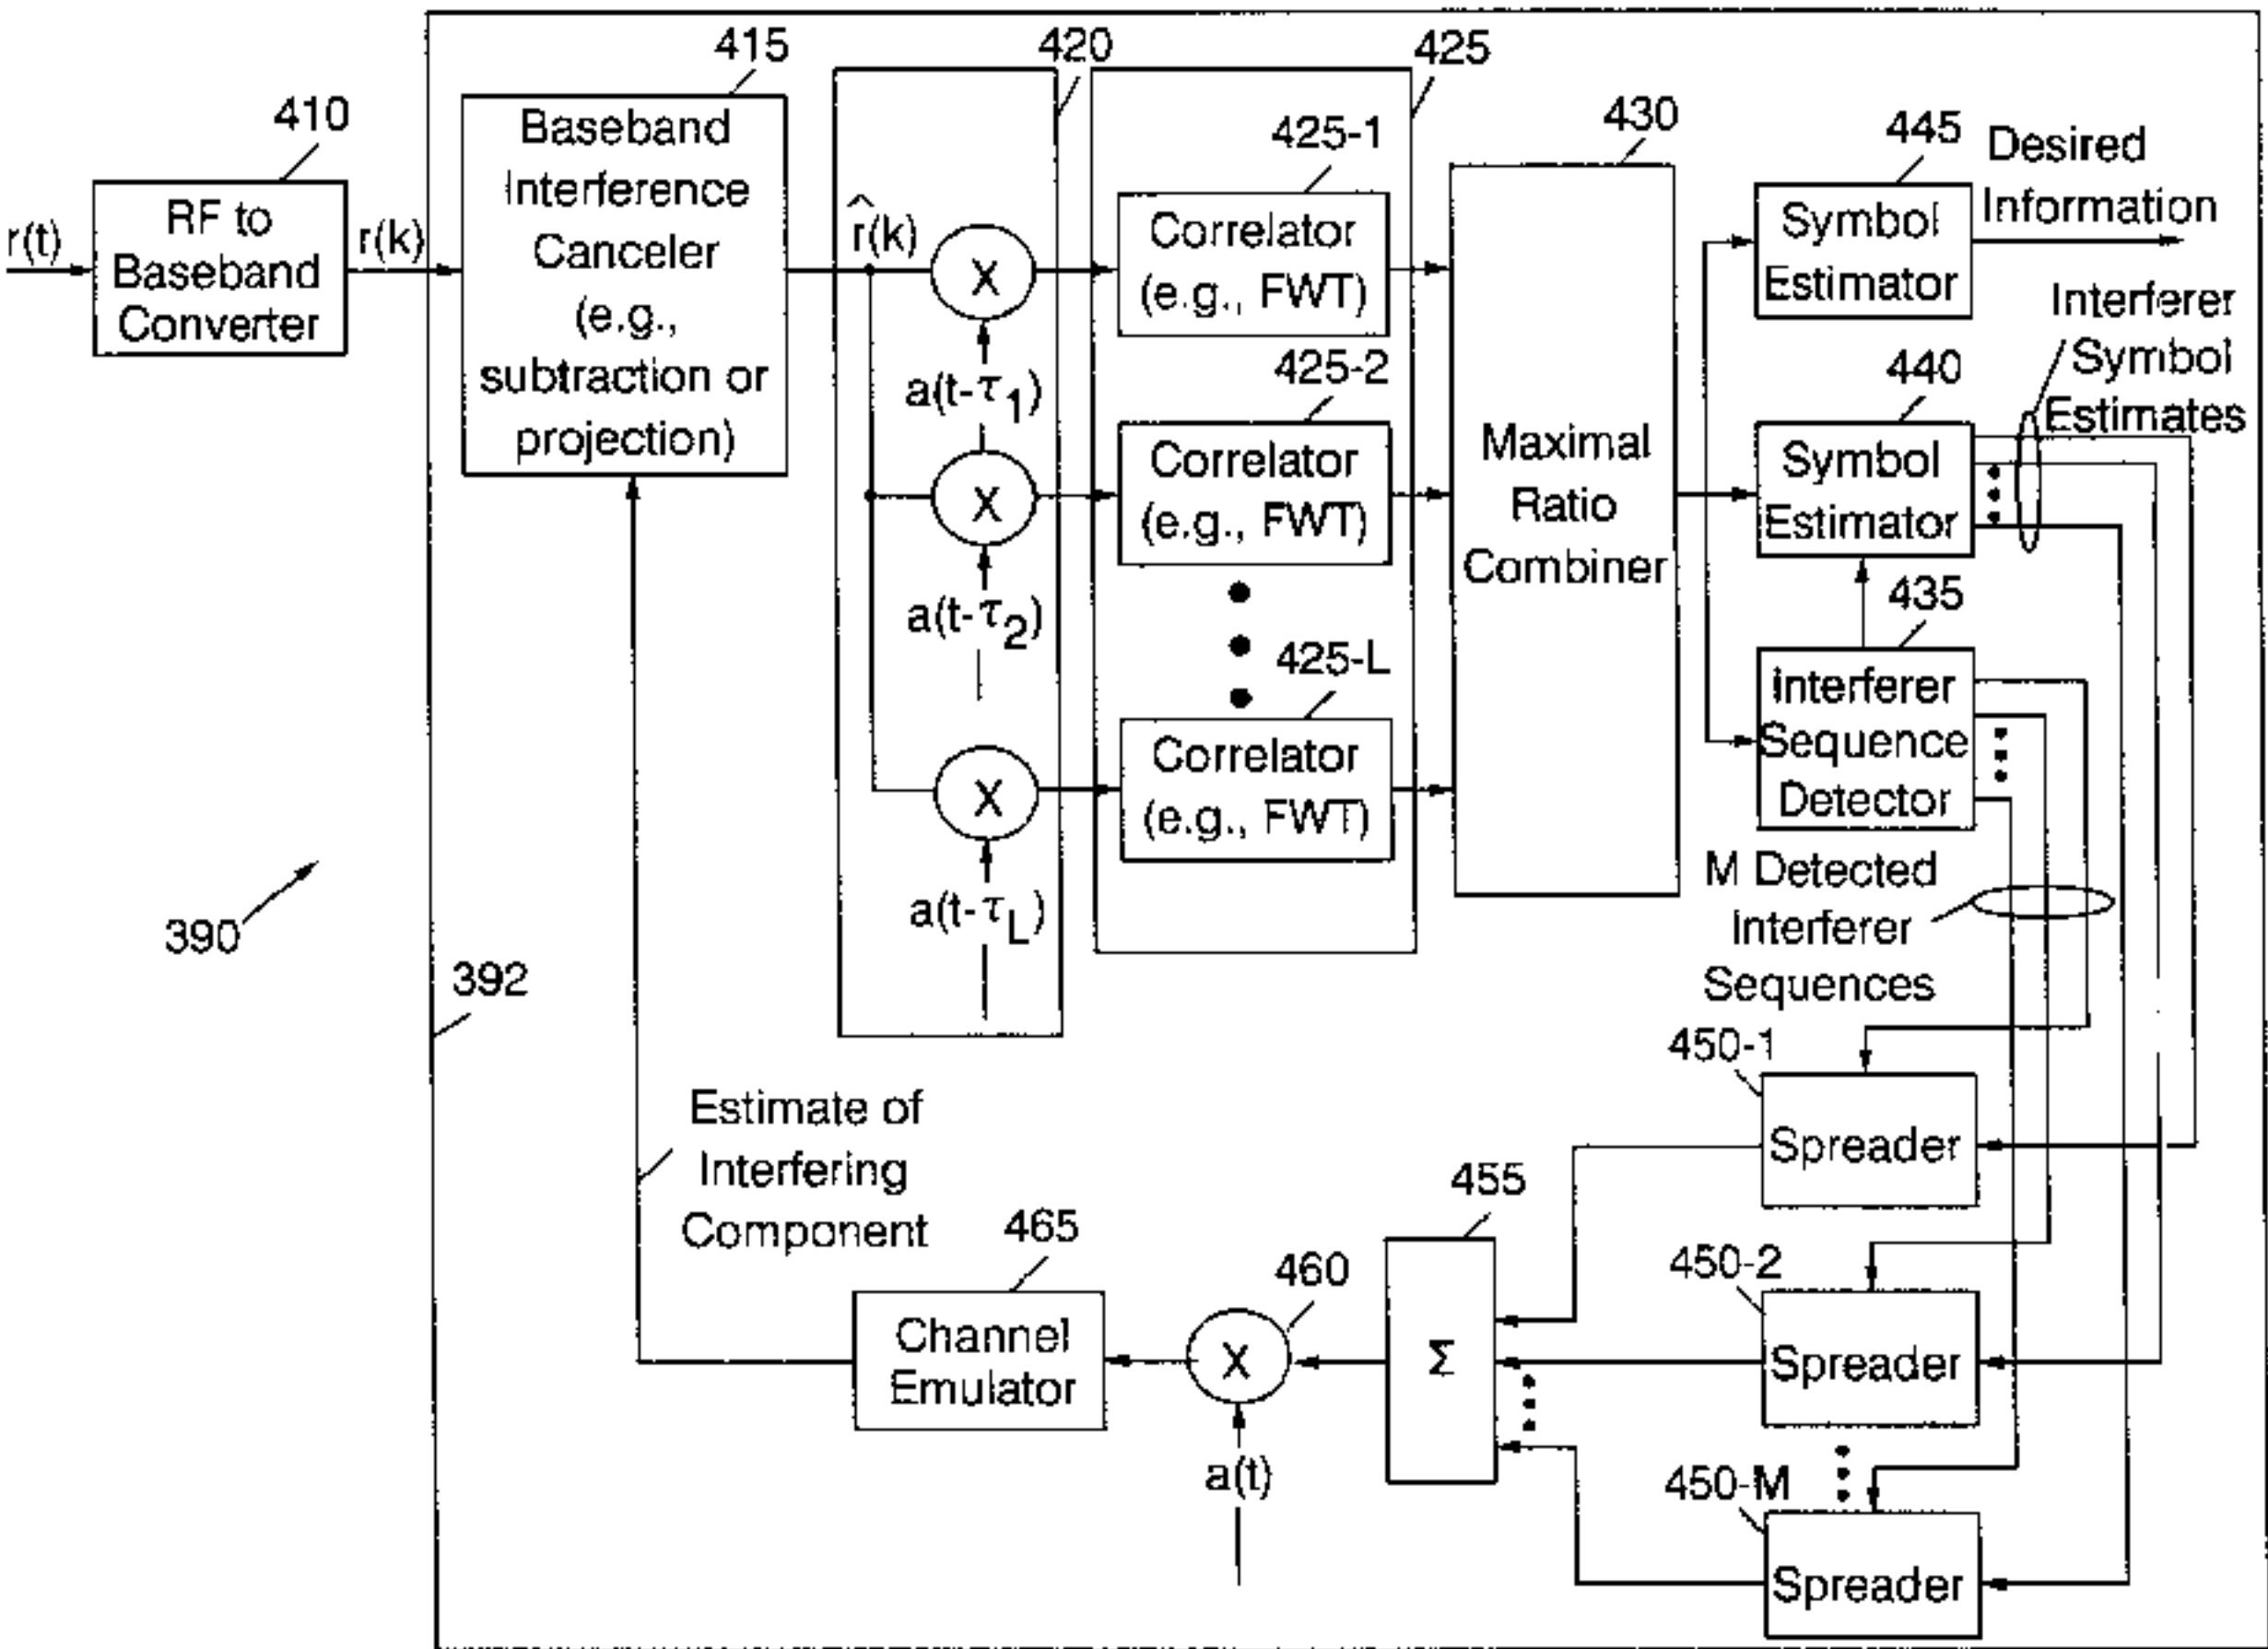 415
420
425
410
Baseband
Interference
Canceler
(e.g.,
subtraction or
projection)
425-1
430
445
Desired
Information
r(t)
RF to
Baseband
Converter
r(k)
r̂(k)
X
Correlator
(e.g., FWT)
Symbol
Estimator
a(t-τ1)
425-2
440
Interferer
Symbol
Estimates
X
Correlator
(e.g., FWT)
Maximal
Ratio
Combiner
Symbol
Estimator
a(t-τ2)
435
425-L
Interferer
Sequence
Detector
X
Correlator
(e.g., FWT)
a(t-τL)
M Detected
Interferer
Sequences
390
392
450-1
Estimate of
Interfering
Component
Spreader
455
465
460
450-2
Channel
Emulator
X
Σ
Spreader
a(t)
450-M
Spreader